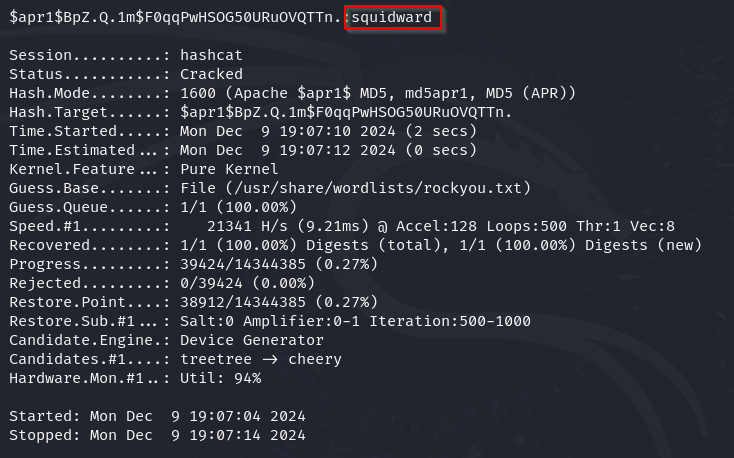 $apr1$BpZ.Q.1m$F0qqPwHSOG50URuOVQTTn.:squidward
Session..........: hashcat
Status...........: Cracked
Hash.Mode........: 1600 (Apache $apr1$ MD5, md5apr1, MD5 (APR))
Hash.Target......: $apr1$BpZ.Q.1m$F0qqPwHSOG50URuOVQTTn.
Time.Started.....: Mon Dec  9 19:07:10 2024 (2 secs)
Time.Estimated...: Mon Dec  9 19:07:12 2024 (0 secs)
Kernel.Feature...: Pure Kernel
Guess.Base.......: File (/usr/share/wordlists/rockyou.txt)
Guess.Queue......: 1/1 (100.00%)
Speed.#1.........:    21341 H/s (9.21ms) @ Accel:128 Loops:500 Thr:1 Vec:8
Recovered........: 1/1 (100.00%) Digests (total), 1/1 (100.00%) Digests (new)
Progress.........: 39424/14344385 (0.27%)
Rejected.........: 0/39424 (0.00%)
Restore.Point....: 38912/14344385 (0.27%)
Restore.Sub.#1...: Salt:0 Amplifier:0-1 Iteration:500-1000
Candidate.Engine.: Device Generator
Candidates.#1....: treetree -> cheery
Hardware.Mon.#1..: Util: 94%
Started: Mon Dec  9 19:07:04 2024
Stopped: Mon Dec  9 19:07:14 2024